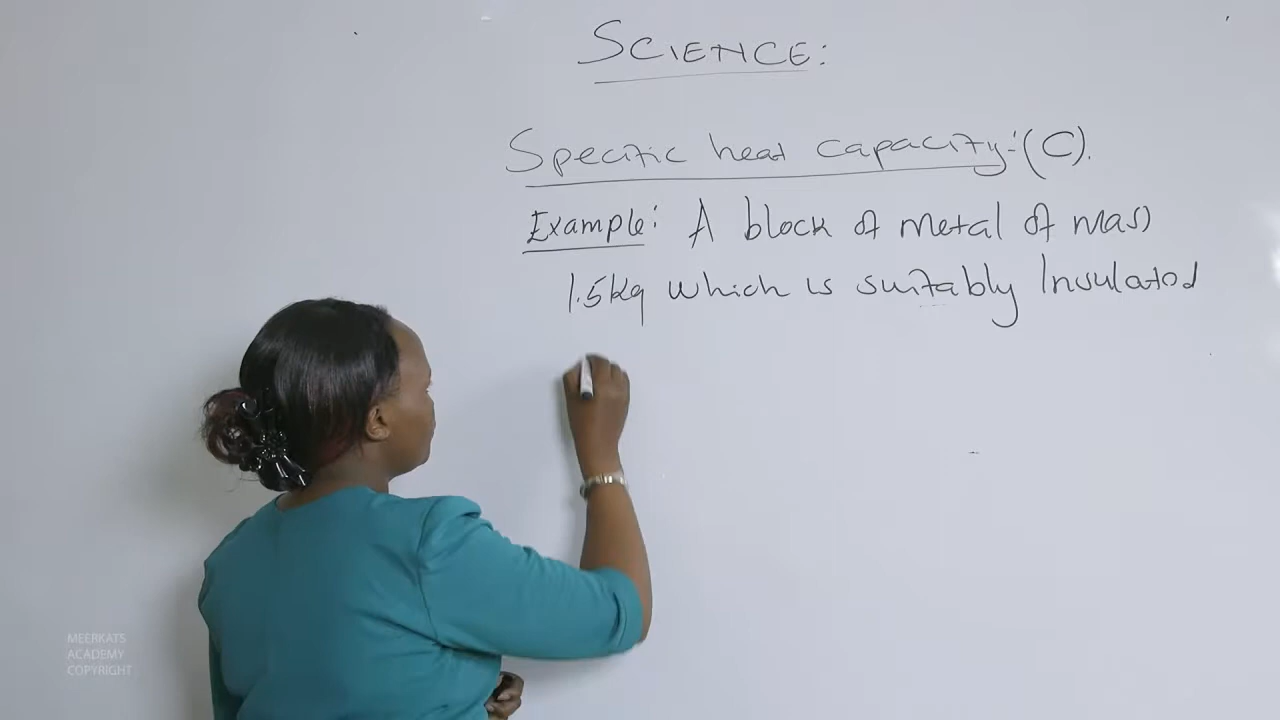 SCIENCE:
Specific heat capacity:(C).
Example: A block of metal of mass
1.5kg which is suitably Insulated
MEERKATS
ACADEMY
COPYRIGHT